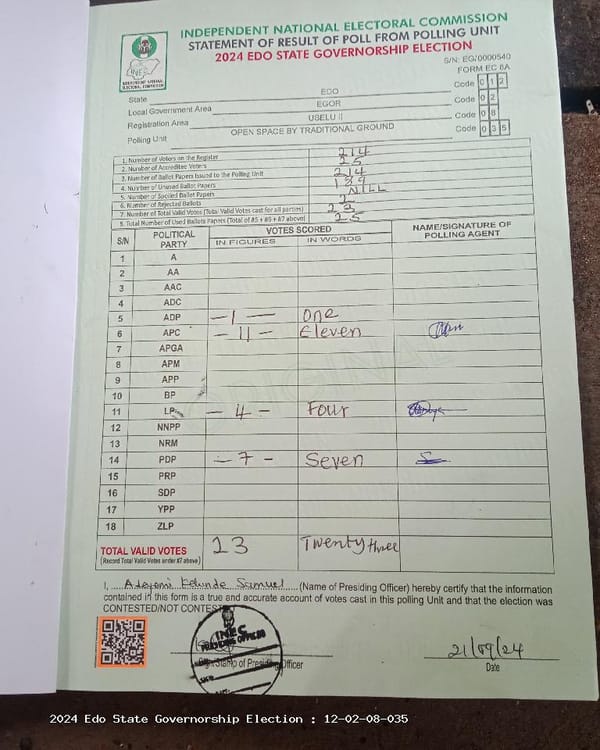 INDEPENDENT NATIONAL ELECTORAL COMMISSION
STATEMENT OF RESULT OF POLL FROM POLLING UNIT
2024 EDO STATE GOVERNORSHIP ELECTION
S/N: EG/0000540
FORM EC 8A
INEC
INDEPENDENT NATIONAL ELECTORAL COMMISSION
State EDO Code 1 2
Local Government Area EGOR Code 0 2
Registration Area USELU II Code 0 8
Polling Unit OPEN SPACE BY TRADITIONAL GROUND Code 0 3 5
1. Number of Voters on the Register 214
2. Number of Accredited Voters 25
3. Number of Ballot Papers Issued to the Polling Unit 214
4. Number of Unused Ballot Papers 189
5. Number of Spoiled Ballot Papers NILL
6. Number of Rejected Ballots 2
7. Number of Total Valid Votes (Total Valid Votes cast for all parties) 23
8. Total Number of Used Ballots Papers (Total of #5 + #6 + #7 above) 25
S/N POLITICAL PARTY VOTES SCORED NAME/SIGNATURE OF POLLING AGENT
IN FIGURES IN WORDS
1 A
2 AA
3 AAC
4 ADC
5 ADP - 1 - One
6 APC - 11 - Eleven
7 APGA
8 APM
9 APP
10 BP
11 LP - 4 - Four
12 NNPP
13 NRM
14 PDP - 7 - Seven
15 PRP
16 SDP
17 YPP
18 ZLP
TOTAL VALID VOTES 23 Twenty three
(Record Total Valid Votes under #7 above)
I, Samuel (Name of Presiding Officer) hereby certify that the information
contained in this form is a true and accurate account of votes cast in this polling Unit and that the election was
CONTESTED/NOT CONTESTED
INEC
PRESIDING OFFICER
Sign/Stamp of Presiding Officer
21/09/24
Date
2024 Edo State Governorship Election : 12-02-08-035